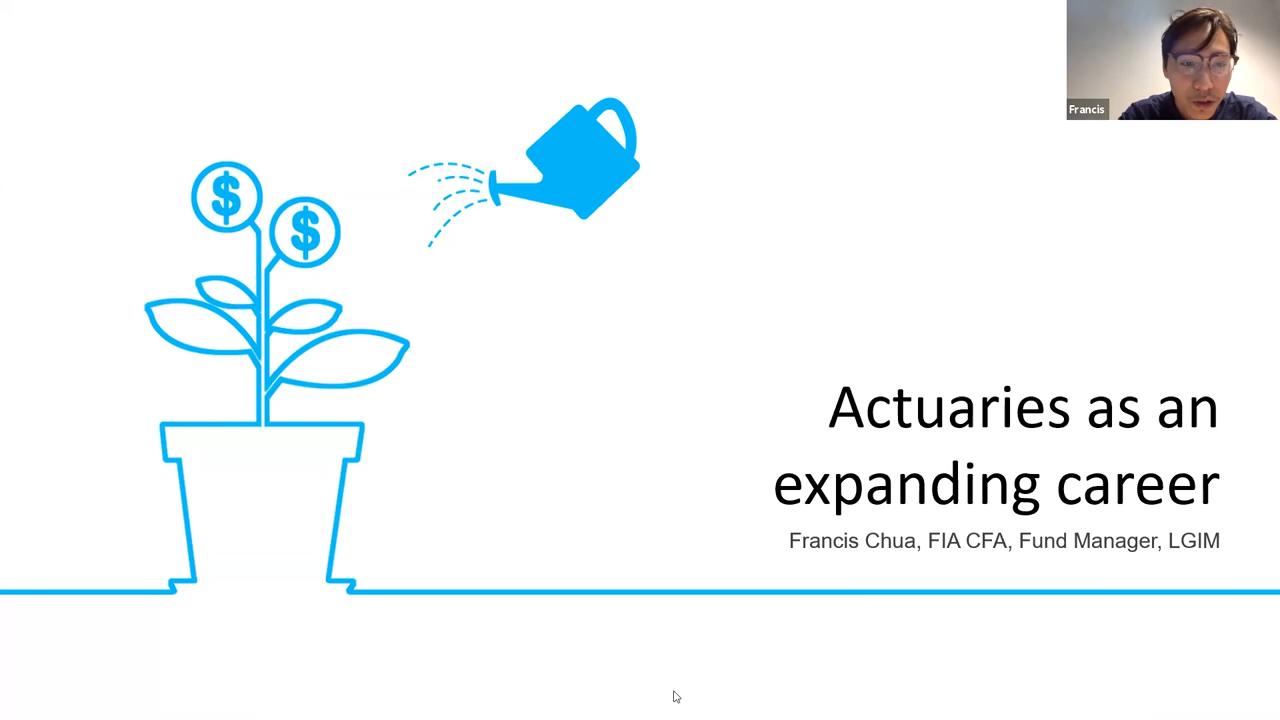 Francis
$
$
Actuaries as an
expanding career
Francis Chua, FIA CFA, Fund Manager, LGIM